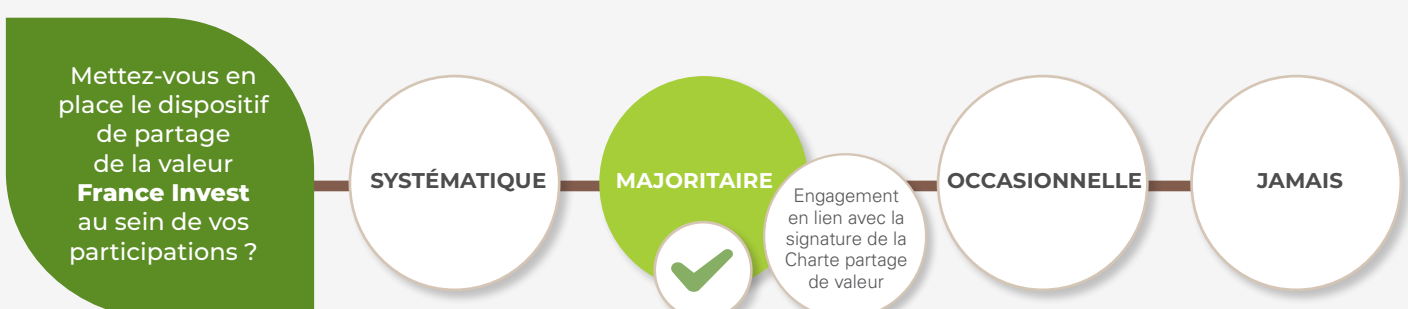 Mettez-vous en
place le dispositif
de partage
de la valeur
France Invest
au sein de vos
participations ?
SYSTÉMATIQUE
MAJORITAIRE
Engagement
en lien avec la
signature de la
Charte partage
de valeur
OCCASIONNELLE
JAMAIS